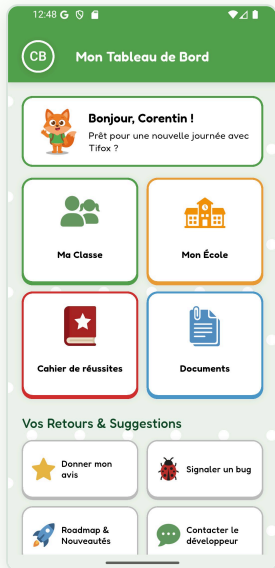 12:48
CB
Mon Tableau de Bord
Bonjour, Corentin !
Prêt pour une nouvelle journée avec
Tifox ?
Ma Classe
Mon École
Cahier de réussites
Documents
Vos Retours & Suggestions
Donner mon
avis
Signaler un bug
Roadmap &
Nouveautés
Contacter le
développeur